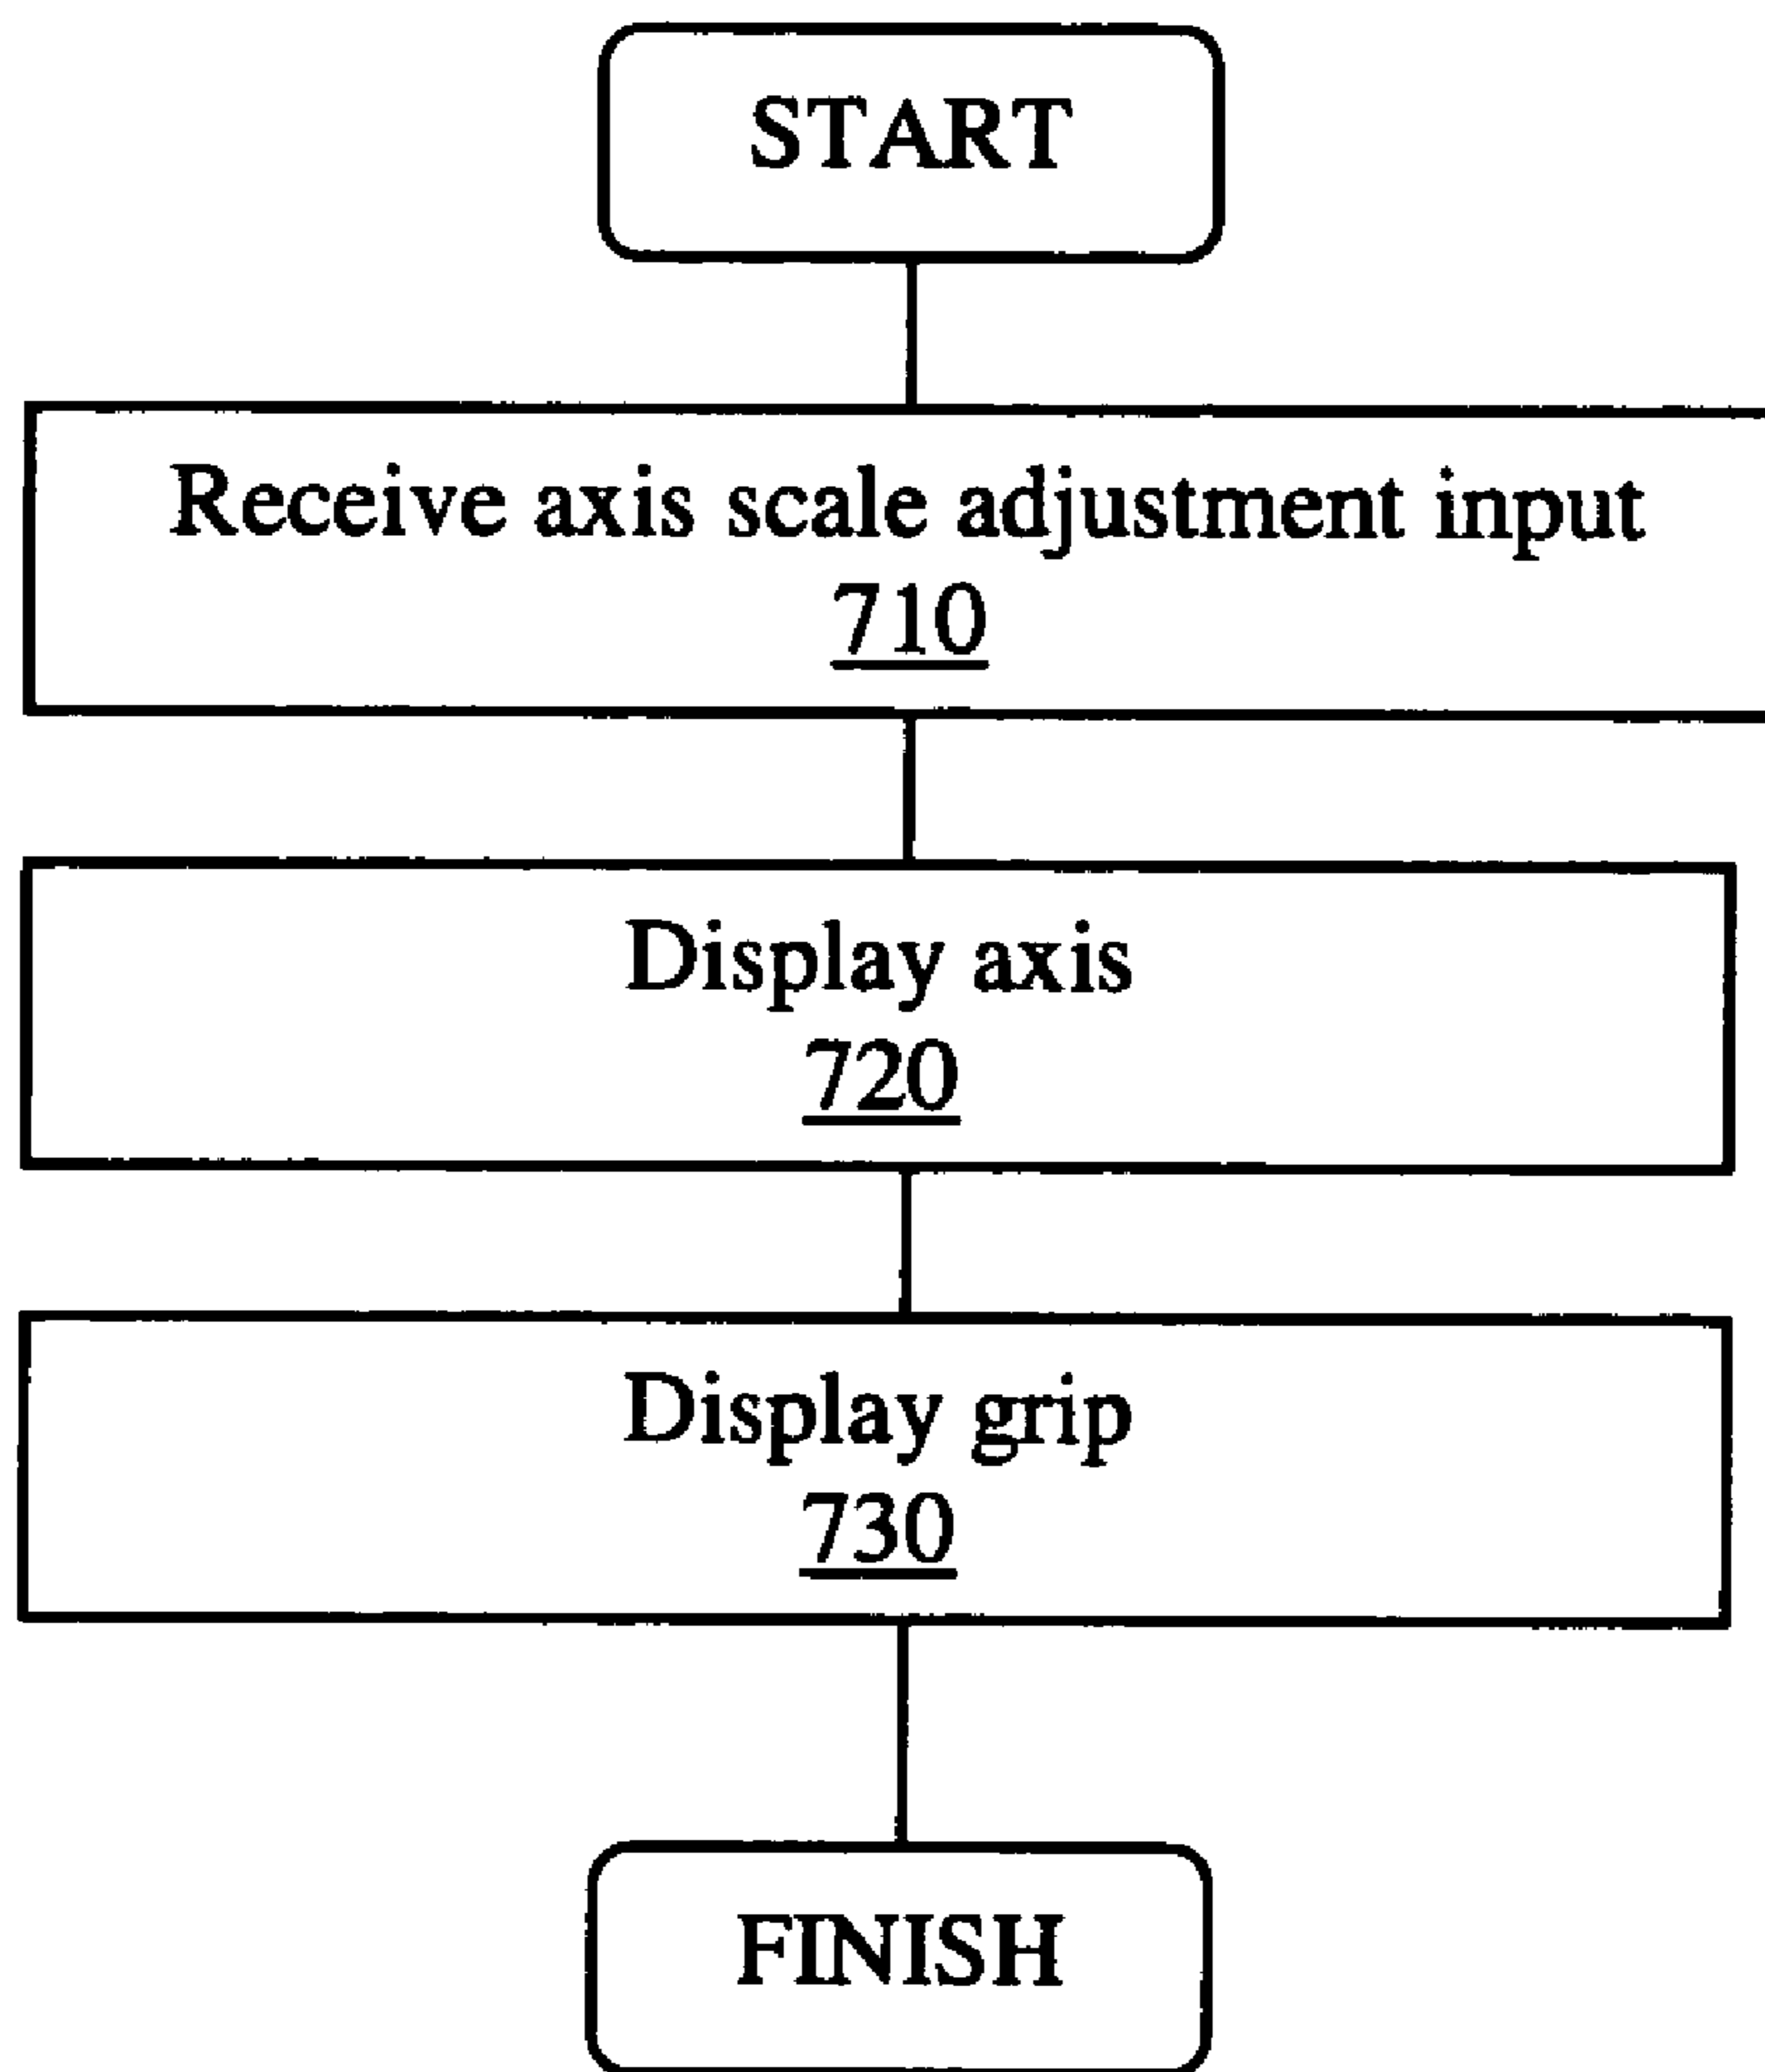 START
Receive axis scale adjustment input
710
Display axis
720
Display grip
730
FINISH